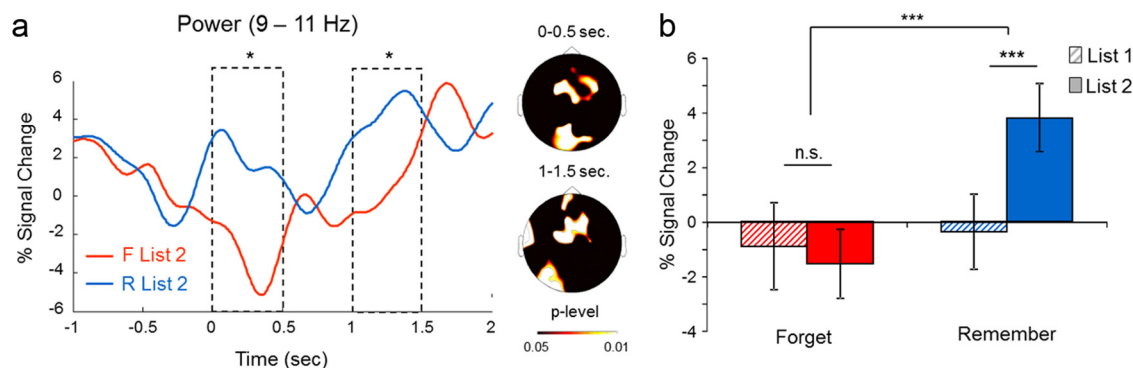 a
Power (9 – 11 Hz)
*
*
% Signal Change
6
4
2
0
-2
-4
-6
F List 2
R List 2
-1
-0.5
0
0.5
1
1.5
2
Time (sec)
0-0.5 sec.
1-1.5 sec.
p-level
0.05
0.01
b
***
***
n.s.
List 1
List 2
% Signal Change
6
4
2
0
-2
-4
Forget
Remember